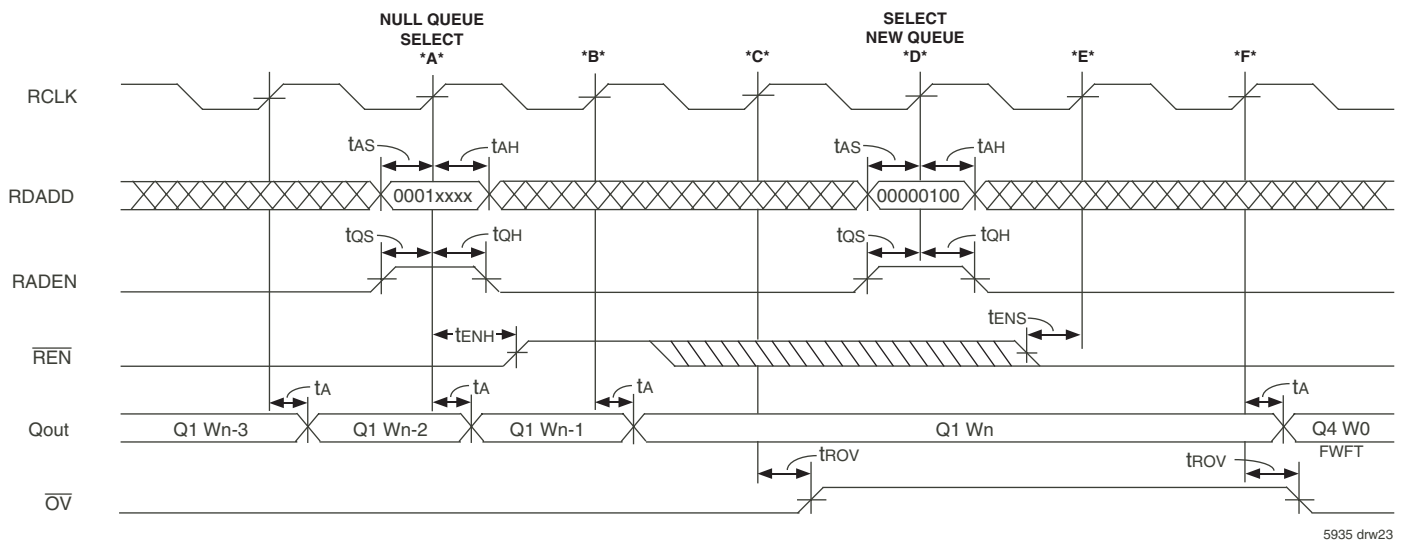 NULL QUEUE
SELECT
*A*
*B*
*C*
SELECT
NEW QUEUE
*D*
*E*
*F*
RCLK
tAS
tAH
tAS
tAH
RDADD
0001xxxx
00000100
tQS
tQH
tQS
tQH
RADEN
tENH
tENS
REN
tA
tA
tA
tA
Qout
Q1 Wn-3
Q1 Wn-2
Q1 Wn-1
Q1 Wn
Q4 W0
FWFT
tROV
tROV
OV
5935 drw23